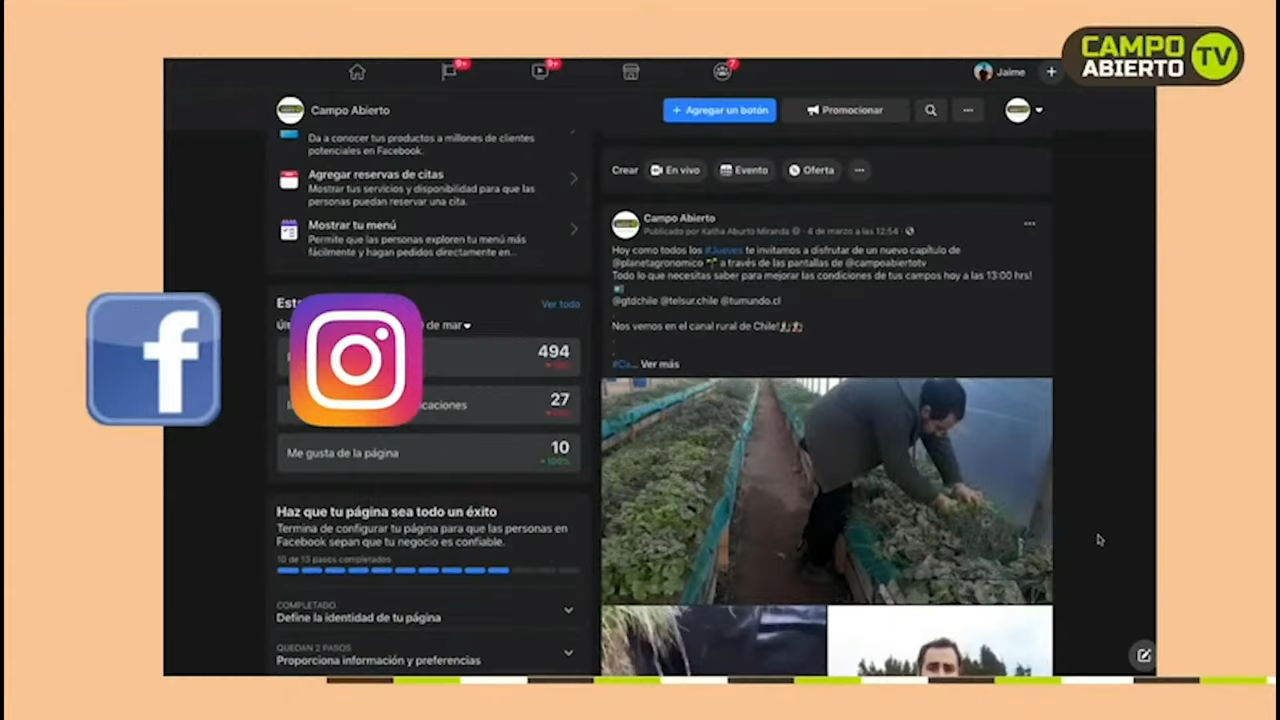 CAMPO
ABIERTO
TV
9+
9+
7
Jaime
Campo Abierto
+ Agregar un botón
Promocionar
Da a conocer tus productos a millones de clientes
potenciales en Facebook.
Agregar reservas de citas
Mostrar tus servicios y disponibilidad para que las
personas puedan reservar una cita.
Mostrar tu menú
Permite que las personas exploren tu menú más
fácilmente y hagan pedidos directamente en...
Ver todo
de mar
494
caciones
27
Me gusta de la página
10
100%
Haz que tu página sea todo un éxito
Termina de configurar tu página para que las personas en
Facebook sepan que tu negocio es confiable.
10 de 13 pasos completados
COMPLETADO
Define la identidad de tu página
QUEDAN 2 PASOS
Proporciona información y preferencias
Crear
En vivo
Evento
Oferta
Campo Abierto
Publicado por Katha Aburto Miranda · 4 de marzo a las 12:54
Hoy como todos los #Jueves te invitamos a disfrutar de un nuevo capítulo de
@planetagronomico a través de las pantallas de @campoabiertotv
Todo lo que necesitas saber para mejorar las condiciones de tus campos hoy a las 13:00 hrs!
@gtdchile @telsur.chile @tumundo.cl
.
Nos vemos en el canal rural de Chile!
.
.
#Ca... Ver más
f